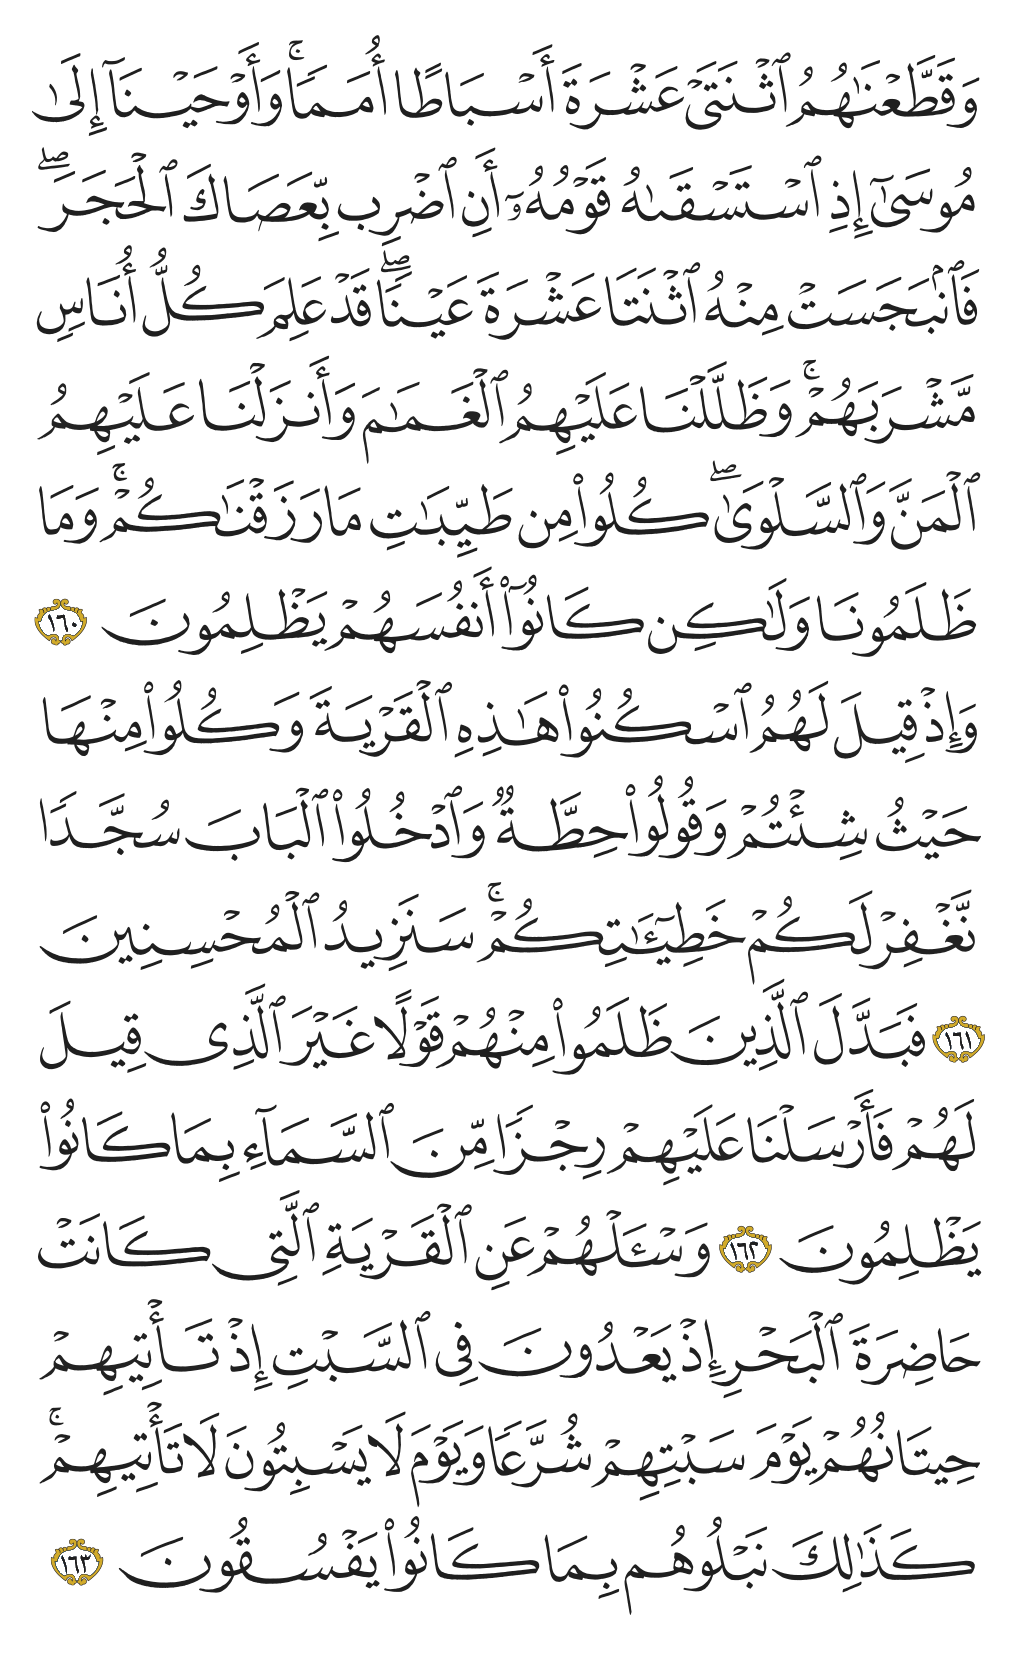 وَقَطَّعْنَٰهُمُ ٱثْنَتَىْ عَشْرَةَ أَسْبَاطًا أُمَمًا ۚ وَأَوْحَيْنَآ إِلَىٰ
مُوسَىٰٓ إِذِ ٱسْتَسْقَىٰهُ قَوْمُهُۥٓ أَنِ ٱضْرِب بِّعَصَاكَ ٱلْحَجَرَ ۖ
فَٱنۢبَجَسَتْ مِنْهُ ٱثْنَتَا عَشْرَةَ عَيْنًا ۖ قَدْ عَلِمَ كُلُّ أُنَاسٍ
مَّشْرَبَهُمْ ۚ وَظَلَّلْنَا عَلَيْهِمُ ٱلْغَمَٰمَ وَأَنزَلْنَا عَلَيْهِمُ
ٱلْمَنَّ وَٱلسَّلْوَىٰ ۖ كُلُوا۟ مِن طَيِّبَٰتِ مَا رَزَقْنَٰكُمْ ۚ وَمَا
ظَلَمُونَا وَلَٰكِن كَانُوٓا۟ أَنفُسَهُمْ يَظْلِمُونَ ١٦٠
وَإِذْ قِيلَ لَهُمُ ٱسْكُنُوا۟ هَٰذِهِ ٱلْقَرْيَةَ وَكُلُوا۟ مِنْهَا
حَيْثُ شِئْتُمْ وَقُولُوا۟ حِطَّةٌ وَٱدْخُلُوا۟ ٱلْبَابَ سُجَّدًا
نَّغْفِرْ لَكُمْ خَطِيٓـَٰٔتِكُمْ ۚ سَنَزِيدُ ٱلْمُحْسِنِينَ
١٦١ فَبَدَّلَ ٱلَّذِينَ ظَلَمُوا۟ مِنْهُمْ قَوْلًا غَيْرَ ٱلَّذِى قِيلَ
لَهُمْ فَأَرْسَلْنَا عَلَيْهِمْ رِجْزًا مِّنَ ٱلسَّمَآءِ بِمَا كَانُوا۟
يَظْلِمُونَ ١٦٢ وَسْـَٔلْهُمْ عَنِ ٱلْقَرْيَةِ ٱلَّتِى كَانَتْ
حَاضِرَةَ ٱلْبَحْرِ إِذْ يَعْدُونَ فِى ٱلسَّبْتِ إِذْ تَأْتِيهِمْ
حِيتَانُهُمْ يَوْمَ سَبْتِهِمْ شُرَّعًا وَيَوْمَ لَا يَسْبِتُونَ لَا تَأْتِيهِمْ ۚ
كَذَٰلِكَ نَبْلُوهُم بِمَا كَانُوا۟ يَفْسُقُونَ ١٦٣